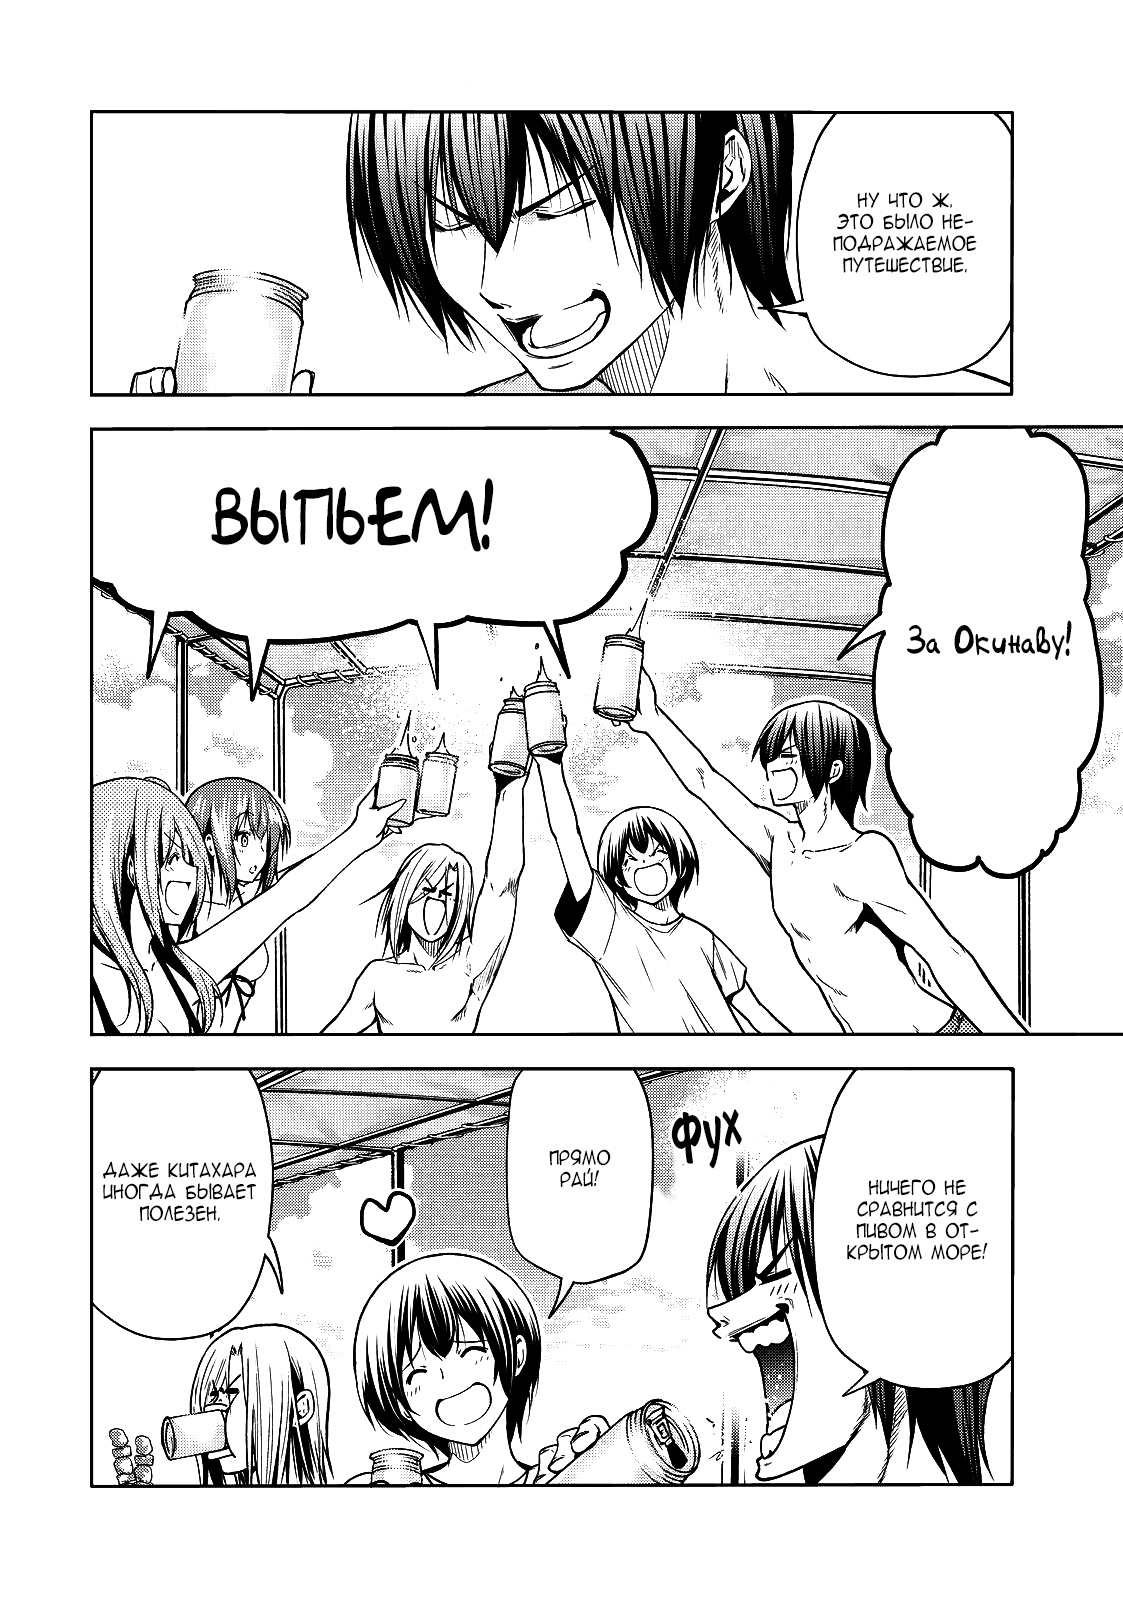 НУ ЧТО Ж,
ЭТО БЫЛО НЕ-
ПОДРАЖАЕМОЕ
ПУТЕШЕСТВИЕ.
За Окинаву!
ВЫПЬЕМ!
НИЧЕГО НЕ
СРАВНИТСЯ С
ПИВОМ В ОТ-
КРЫТОМ МОРЕ!
ФУХ
ПРЯМО
РАЙ!
ДАЖЕ КИТАХАРА
ИНОГДА БЫВАЕТ
ПОЛЕЗЕН.